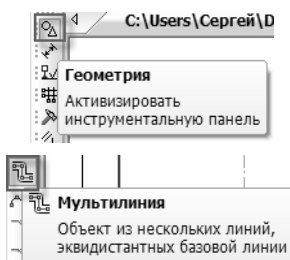 C:\Users\Сергей\D
Геометрия
Активизировать
инструментальную панель
Мультилиния
Объект из нескольких линий,
эквидистантных базовой линии